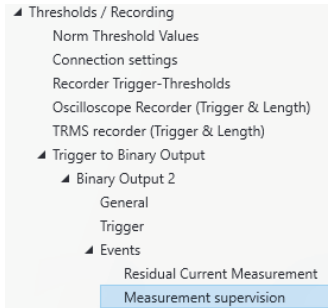 Thresholds / Recording
Norm Threshold Values
Connection settings
Recorder Trigger-Thresholds
Oscilloscope Recorder (Trigger & Length)
TRMS recorder (Trigger & Length)
Trigger to Binary Output
Binary Output 2
General
Trigger
Events
Residual Current Measurement
Measurement supervision